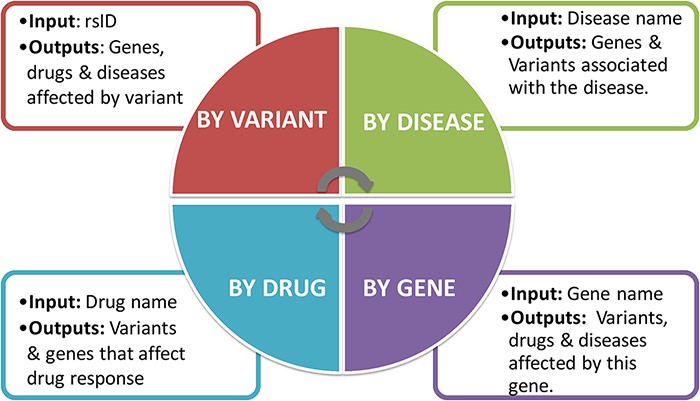 •Input: rsID
•Outputs: Genes,
drugs & diseases
affected by variant
•Input: Disease name
•Outputs: Genes &
Variants associated
with the disease.
BY VARIANT
BY DISEASE
BY DRUG
BY GENE
•Input: Drug name
•Outputs: Variants
& genes that affect
drug response
•Input: Gene name
•Outputs: Variants,
drugs & diseases
affected by this
gene.